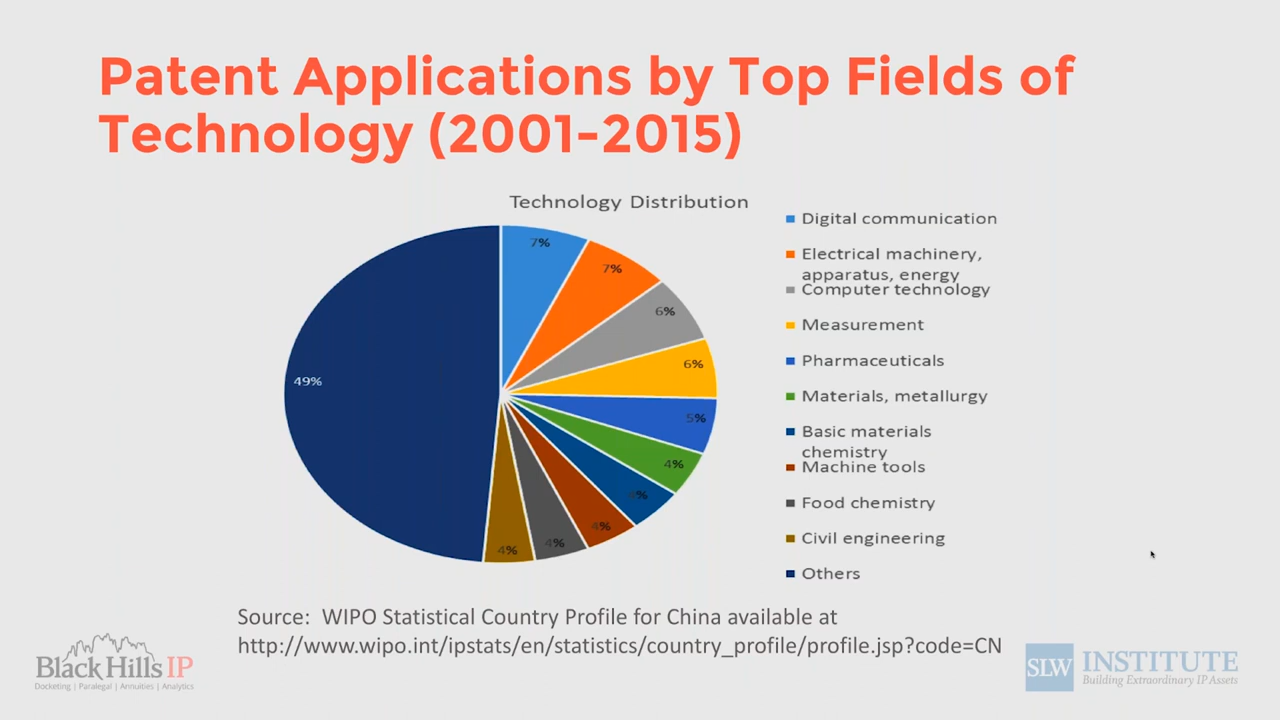 Patent Applications by Top Fields of
Technology (2001-2015)
Technology Distribution
7%
7%
6%
6%
5%
4%
4%
4%
4%
49%
Digital communication
Electrical machinery,
apparatus, energy
Computer technology
Measurement
Pharmaceuticals
Materials, metallurgy
Basic materials
chemistry
Machine tools
Food chemistry
Civil engineering
Others
Source: WIPO Statistical Country Profile for China available at
http://www.wipo.int/ipstats/en/statistics/country_profile/profile.jsp?code=CN
Black Hills IP
Docketing | Paralegal | Annuities | Analytics
SLW INSTITUTE
Building Extraordinary IP Assets